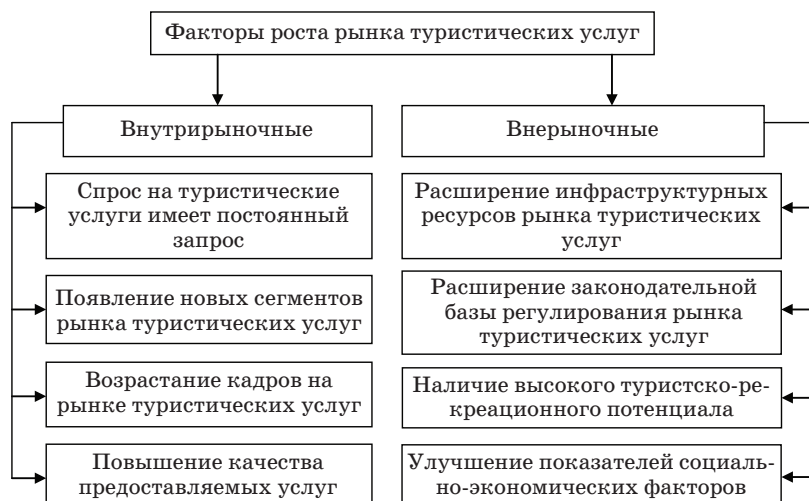 Факторы роста рынка туристических услуг
Внутрирыночные
Внерыночные
Спрос на туристические
услуги имеет постоянный
запрос
Появление новых сегментов
рынка туристических услуг
Возрастание кадров на
рынке туристических услуг
Повышение качества
предоставляемых услуг
Расширение инфраструктурных
ресурсов рынка туристических
услуг
Расширение законодательной
базы регулирования рынка
туристических услуг
Наличие высокого туристско-ре-
креационного потенциала
Улучшение показателей социаль-
но-экономических факторов